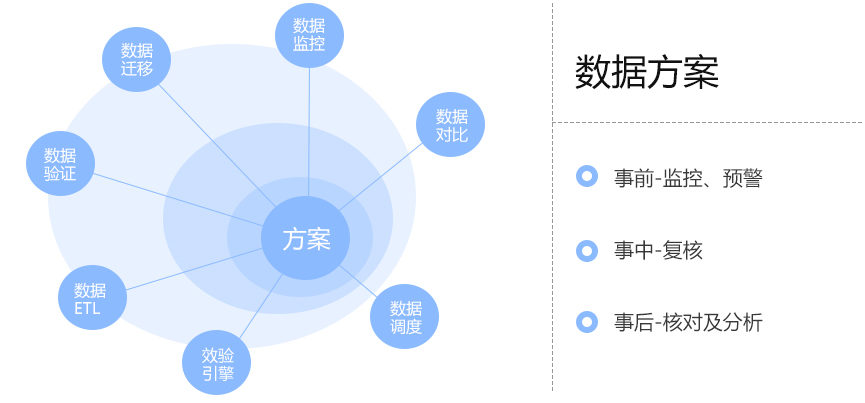 数据
监控
数据
迁移
数据
对比
数据
验证
方案
数据
ETL
数据
调度
效验
引擎
数据方案
事前-监控、预警
事中-复核
事后-核对及分析